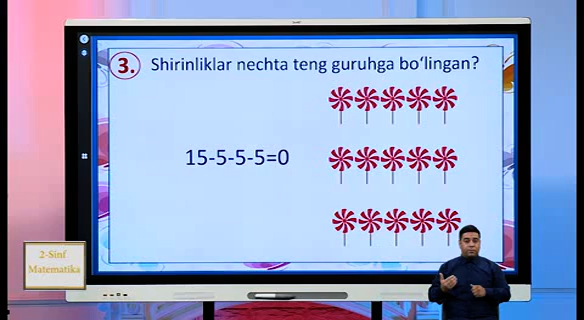 3. Shirinliklar nechta teng guruhga bo‘lingan?
15-5-5-5=0
2-Sinf
Matematika